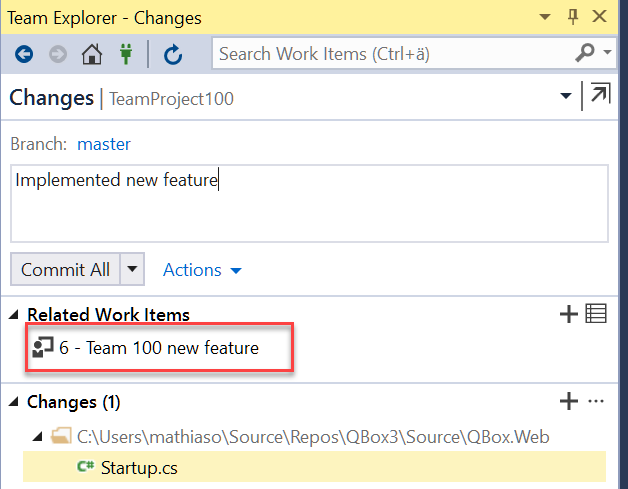 Team Explorer - Changes
Search Work Items (Ctrl+ä)
Changes | TeamProject100
Branch: master
Implemented new feature
Commit All
Actions
Related Work Items
6 - Team 100 new feature
Changes (1)
C:\Users\mathiaso\Source\Repos\QBox3\Source\QBox.Web
C# Startup.cs